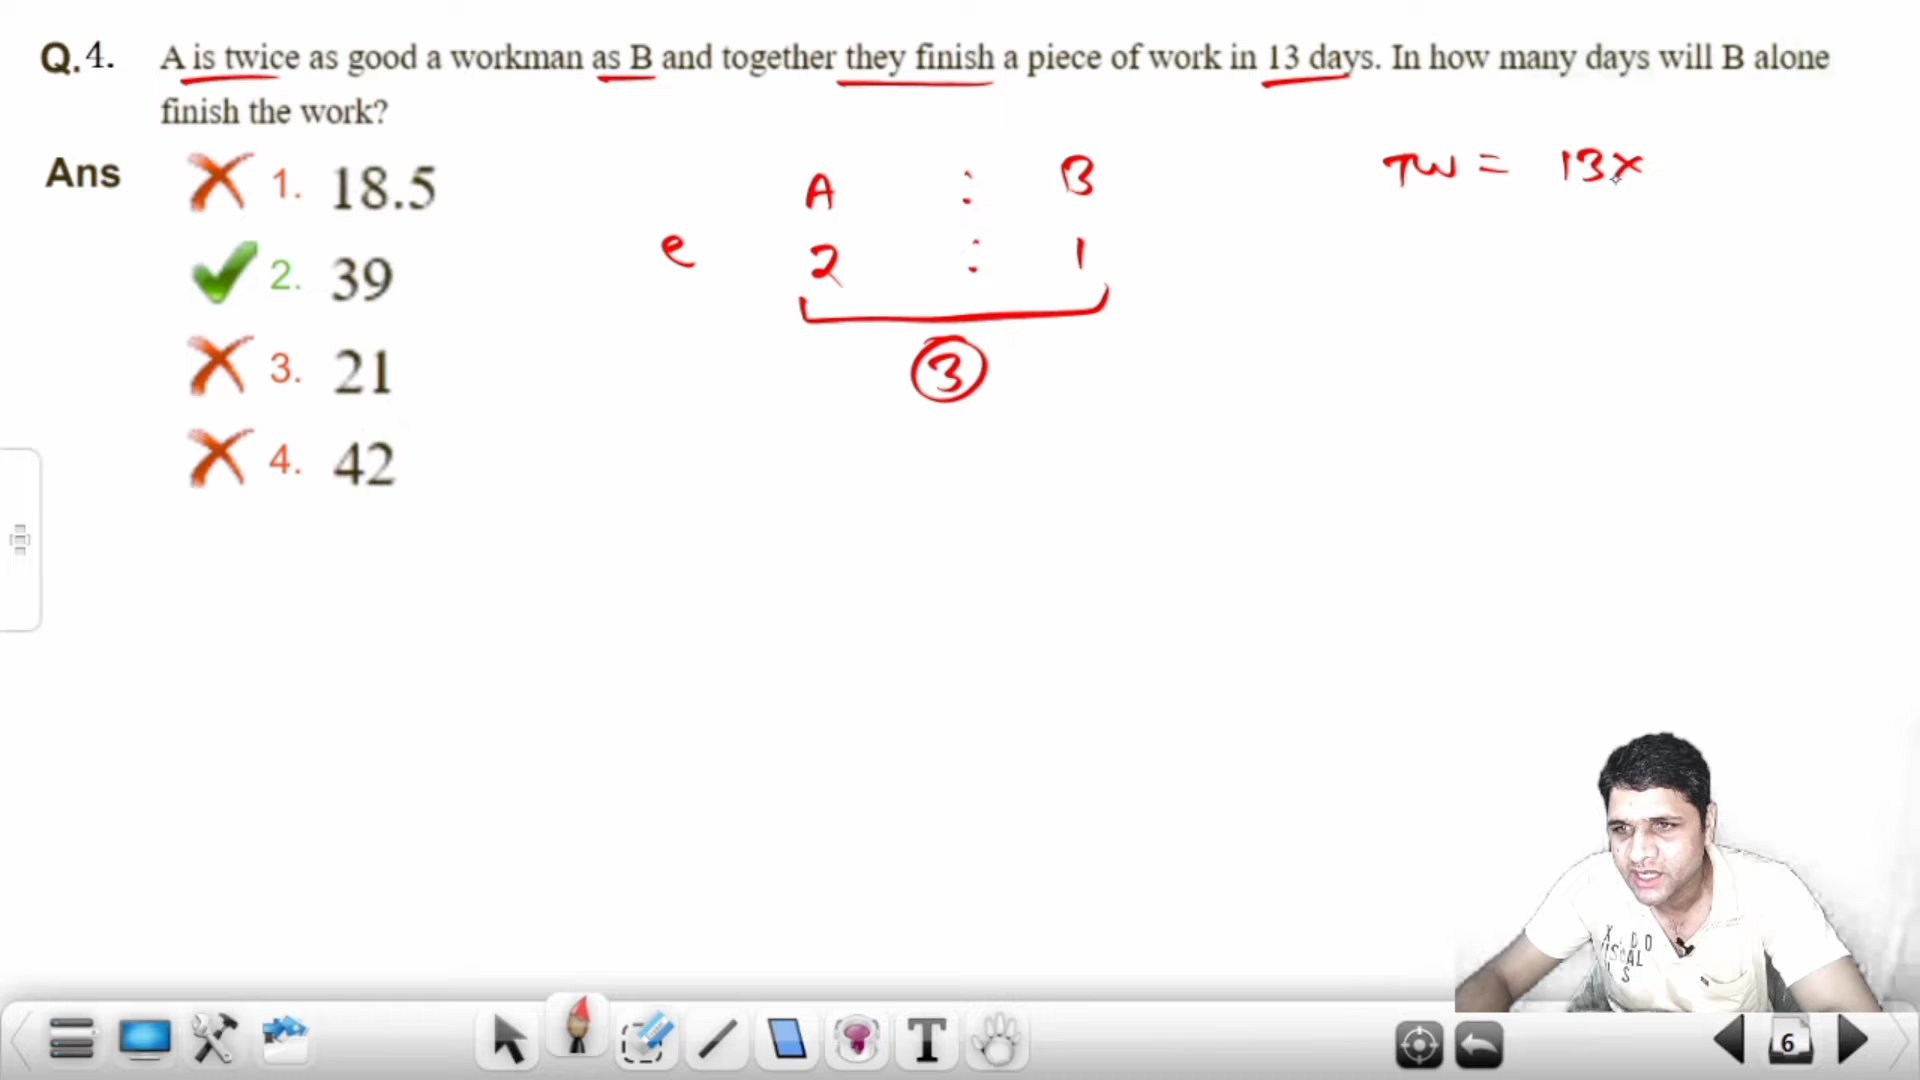 Q.4. A is twice as good a workman as B and together they finish a piece of work in 13 days. In how many days will B alone
finish the work?
Ans
1. 18.5
2. 39
3. 21
4. 42
A : B
e 2 : 1
3
TW = 13x
6